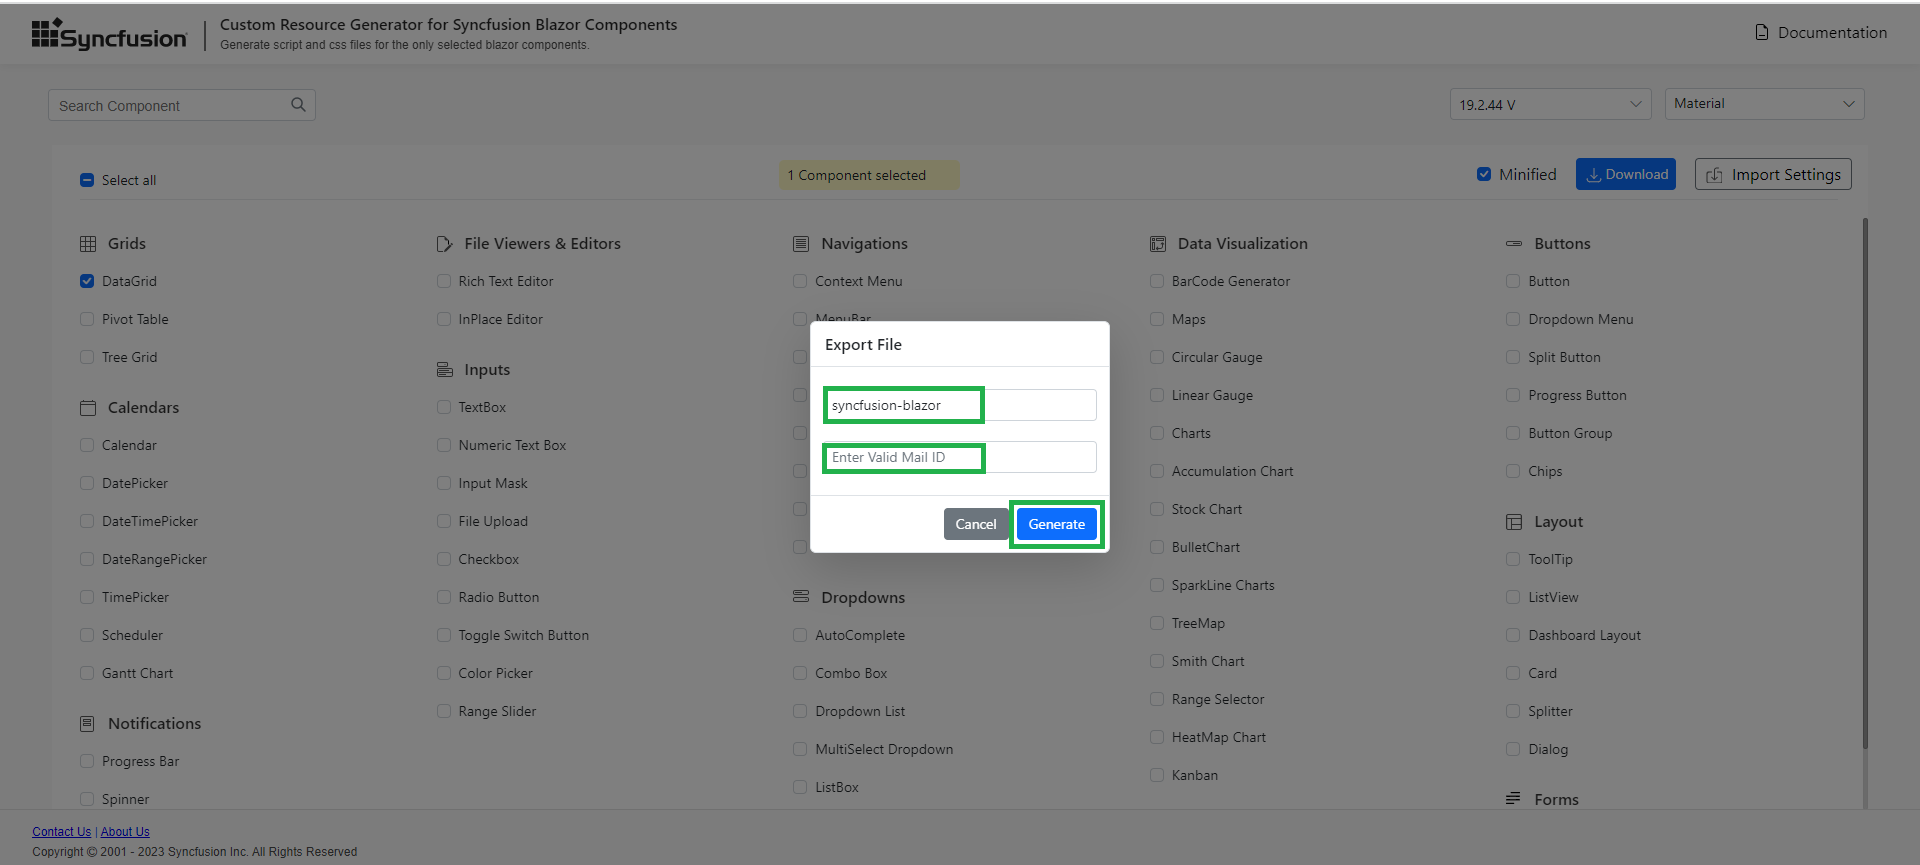 Syncfusion
Custom Resource Generator for Syncfusion Blazor Components
Generate script and css files for the only selected blazor components.
Documentation
Search Component
19.2.44 V
Material
Select all
1 Component selected
Minified
Download
Import Settings
Grids
DataGrid
Pivot Table
Tree Grid
Calendars
Calendar
DatePicker
DateTimePicker
DateRangePicker
TimePicker
Scheduler
Gantt Chart
Notifications
Progress Bar
Spinner
File Viewers & Editors
Rich Text Editor
InPlace Editor
Inputs
TextBox
Numeric Text Box
Input Mask
File Upload
Checkbox
Radio Button
Toggle Switch Button
Color Picker
Range Slider
Navigations
Context Menu
MenuBar
Export File
syncfusion-blazor
Enter Valid Mail ID
Cancel
Generate
Dropdowns
AutoComplete
Combo Box
Dropdown List
MultiSelect Dropdown
ListBox
Data Visualization
BarCode Generator
Maps
Circular Gauge
Linear Gauge
Charts
Accumulation Chart
Stock Chart
BulletChart
SparkLine Charts
TreeMap
Smith Chart
Range Selector
HeatMap Chart
Kanban
Buttons
Button
Dropdown Menu
Split Button
Progress Button
Button Group
Chips
Layout
ToolTip
ListView
Dashboard Layout
Card
Splitter
Dialog
Forms
Contact Us | About Us
Copyright © 2001 - 2023 Syncfusion Inc. All Rights Reserved